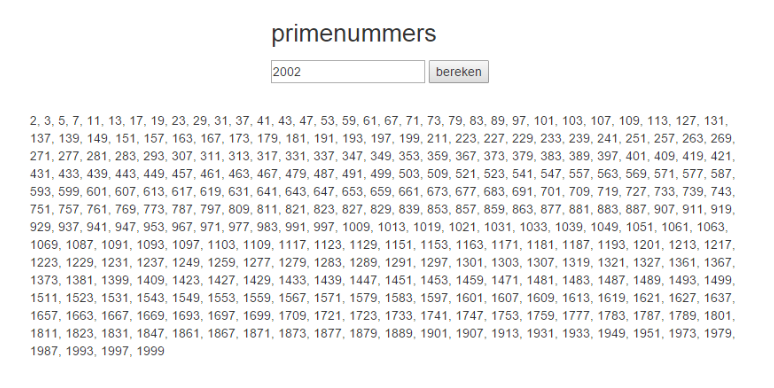 primenummers
2002 bereken
2, 3, 5, 7, 11, 13, 17, 19, 23, 29, 31, 37, 41, 43, 47, 53, 59, 61, 67, 71, 73, 79, 83, 89, 97, 101, 103, 107, 109, 113, 127, 131,
137, 139, 149, 151, 157, 163, 167, 173, 179, 181, 191, 193, 197, 199, 211, 223, 227, 229, 233, 239, 241, 251, 257, 263, 269,
271, 277, 281, 283, 293, 307, 311, 313, 317, 331, 337, 347, 349, 353, 359, 367, 373, 379, 383, 389, 397, 401, 409, 419, 421,
431, 433, 439, 443, 449, 457, 461, 463, 467, 479, 487, 491, 499, 503, 509, 521, 523, 541, 547, 557, 563, 569, 571, 577, 587,
593, 599, 601, 607, 613, 617, 619, 631, 641, 643, 647, 653, 659, 661, 673, 677, 683, 691, 701, 709, 719, 727, 733, 739, 743,
751, 757, 761, 769, 773, 787, 797, 809, 811, 821, 823, 827, 829, 839, 853, 857, 859, 863, 877, 881, 883, 887, 907, 911, 919,
929, 937, 941, 947, 953, 967, 971, 977, 983, 991, 997, 1009, 1013, 1019, 1021, 1031, 1033, 1039, 1049, 1051, 1061, 1063,
1069, 1087, 1091, 1093, 1097, 1103, 1109, 1117, 1123, 1129, 1151, 1153, 1163, 1171, 1181, 1187, 1193, 1201, 1213, 1217,
1223, 1229, 1231, 1237, 1249, 1259, 1277, 1279, 1283, 1289, 1291, 1297, 1301, 1303, 1307, 1319, 1321, 1327, 1361, 1367,
1373, 1381, 1399, 1409, 1423, 1427, 1429, 1433, 1439, 1447, 1451, 1453, 1459, 1471, 1481, 1483, 1487, 1489, 1493, 1499,
1511, 1523, 1531, 1543, 1549, 1553, 1559, 1567, 1571, 1579, 1583, 1597, 1601, 1607, 1609, 1613, 1619, 1621, 1627, 1637,
1657, 1663, 1667, 1669, 1693, 1697, 1699, 1709, 1721, 1723, 1733, 1741, 1747, 1753, 1759, 1777, 1783, 1787, 1789, 1801,
1811, 1823, 1831, 1847, 1861, 1867, 1871, 1873, 1877, 1879, 1889, 1901, 1907, 1913, 1931, 1933, 1949, 1951, 1973, 1979,
1987, 1993, 1997, 1999